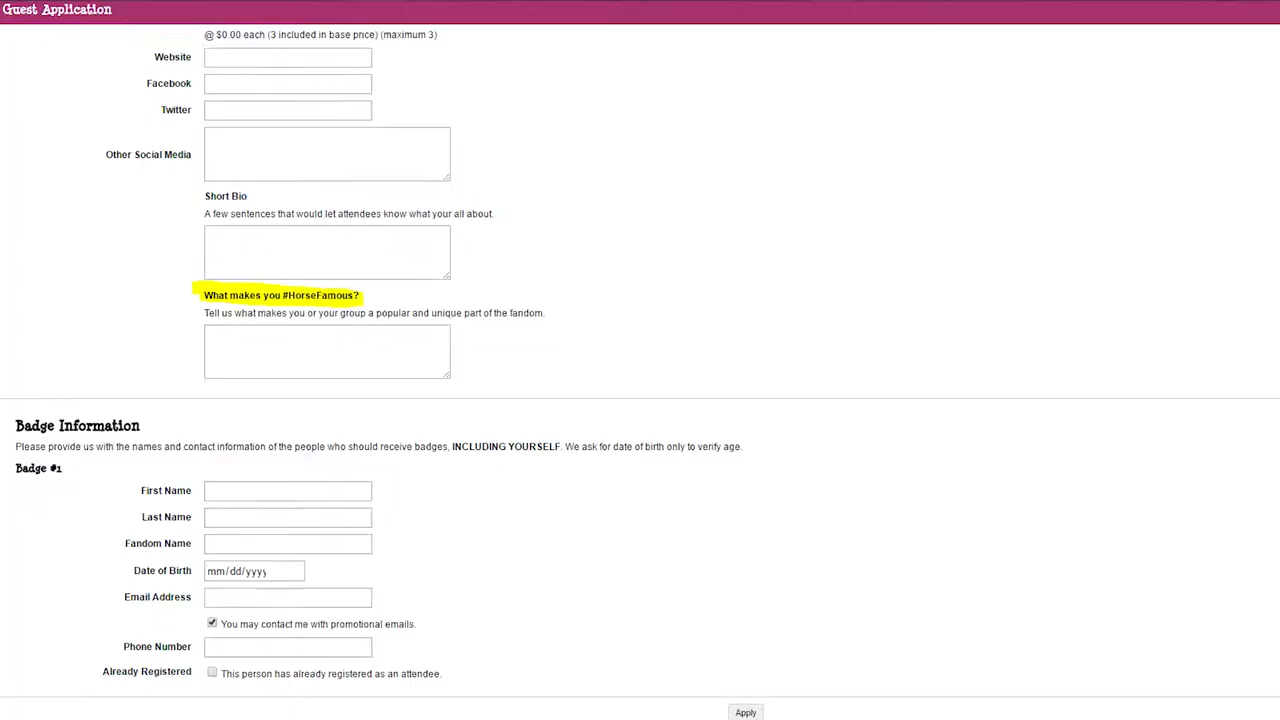 Guest Application
@ $0.00 each (3 included in base price) (maximum 3)
Website
Facebook
Twitter
Other Social Media
Short Bio
A few sentences that would let attendees know what your all about.
What makes you #HorseFamous?
Tell us what makes you or your group a popular and unique part of the fandom.
Badge Information
Please provide us with the names and contact information of the people who should receive badges, INCLUDING YOURSELF. We ask for date of birth only to verify age.
Badge #1
First Name
Last Name
Fandom Name
Date of Birth mm/dd/yyyy
Email Address
You may contact me with promotional emails.
Phone Number
Already Registered This person has already registered as an attendee.
Apply